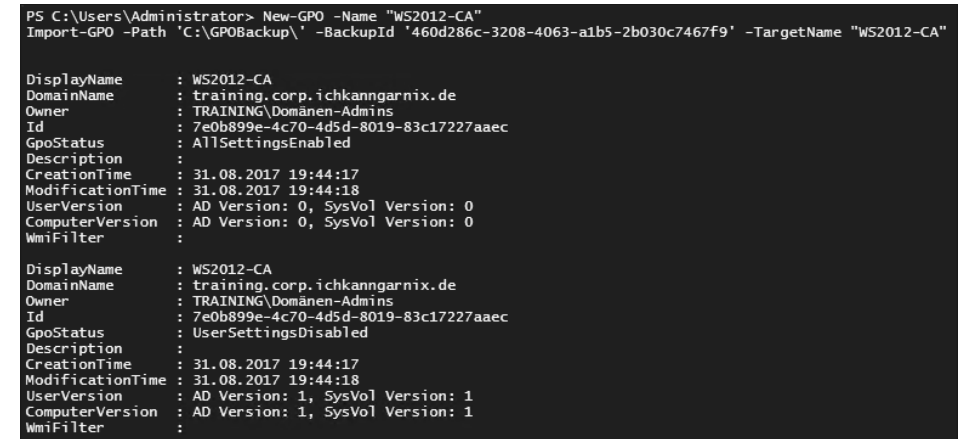 PS C:\Users\Administrator> New-GPO -Name "WS2012-CA"
Import-GPO -Path 'C:\GPOBackup\' -BackupId '460d286c-3208-4063-a1b5-2b030c7467f9' -TargetName "WS2012-CA"
DisplayName : WS2012-CA
DomainName : training.corp.ichkanngarnix.de
Owner : TRAINING\Domänen-Admins
Id : 7e0b899e-4c70-4d5d-8019-83c17227aaec
GpoStatus : AllSettingsEnabled
Description :
CreationTime : 31.08.2017 19:44:17
ModificationTime : 31.08.2017 19:44:18
UserVersion : AD Version: 0, SysVol Version: 0
ComputerVersion : AD Version: 0, SysVol Version: 0
WmiFilter :
DisplayName : WS2012-CA
DomainName : training.corp.ichkanngarnix.de
Owner : TRAINING\Domänen-Admins
Id : 7e0b899e-4c70-4d5d-8019-83c17227aaec
GpoStatus : UserSettingsDisabled
Description :
CreationTime : 31.08.2017 19:44:17
ModificationTime : 31.08.2017 19:44:18
UserVersion : AD Version: 1, SysVol Version: 1
ComputerVersion : AD Version: 1, SysVol Version: 1
WmiFilter :